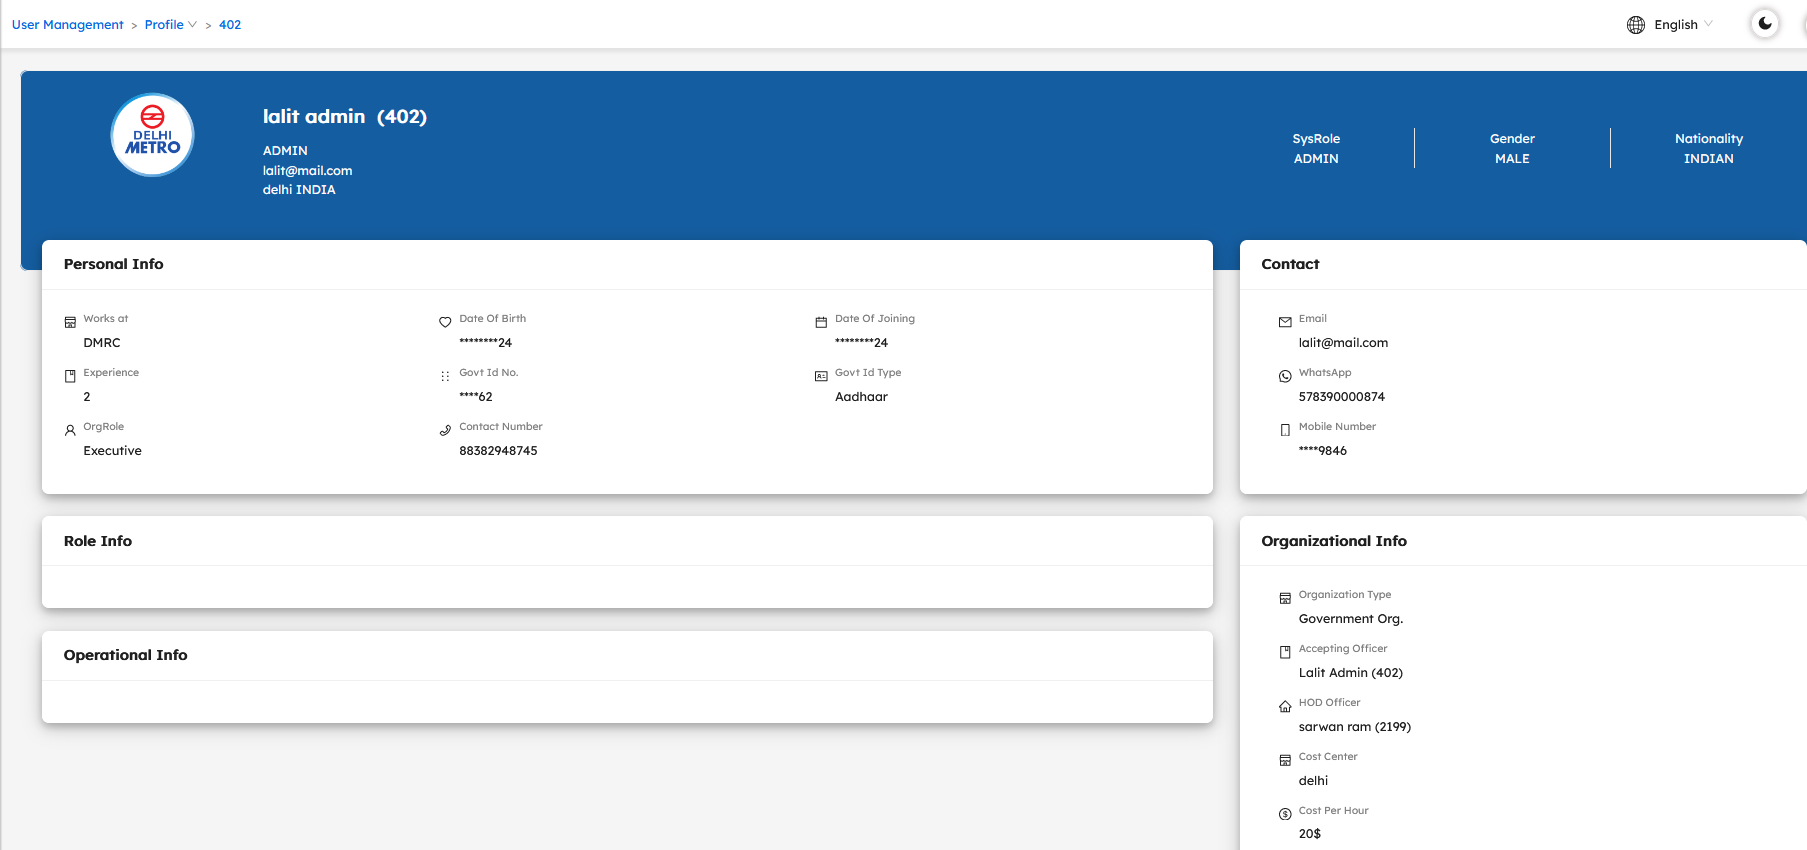 User Management > Profile > 402
English
DELHI
METRO
lalit admin (402)
ADMIN
lalit@mail.com
delhi INDIA
SysRole
ADMIN
Gender
MALE
Nationality
INDIAN
Personal Info
Works at
DMRC
Date Of Birth
********24
Date Of Joining
********24
Experience
2
Govt Id No.
****62
Govt Id Type
Aadhaar
OrgRole
Executive
Contact Number
88382948745
Contact
Email
lalit@mail.com
WhatsApp
578390000874
Mobile Number
****9846
Role Info
Operational Info
Organizational Info
Organization Type
Government Org.
Accepting Officer
Lalit Admin (402)
HOD Officer
sarwan ram (2199)
Cost Center
delhi
Cost Per Hour
20$